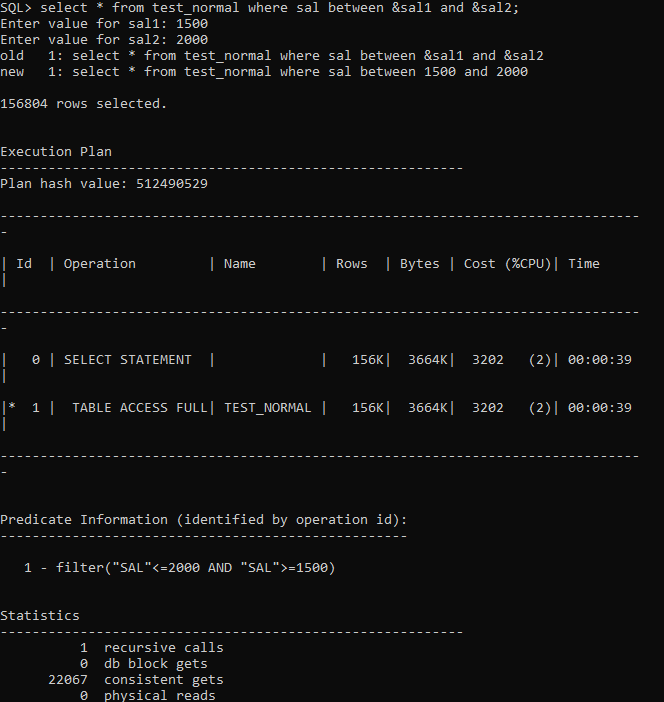 SQL> select * from test_normal where sal between &sal1 and &sal2;
Enter value for sal1: 1500
Enter value for sal2: 2000
old   1: select * from test_normal where sal between &sal1 and &sal2
new   1: select * from test_normal where sal between 1500 and 2000

156804 rows selected.


Execution Plan
----------------------------------------------------------
Plan hash value: 512490529

--------------------------------------------------------------------------------
-

| Id  | Operation         | Name        | Rows  | Bytes | Cost (%CPU)| Time
|

--------------------------------------------------------------------------------
-

|   0 | SELECT STATEMENT  |             |   156K|  3664K|  3202   (2)| 00:00:39
|

|*  1 |  TABLE ACCESS FULL| TEST_NORMAL |   156K|  3664K|  3202   (2)| 00:00:39
|

--------------------------------------------------------------------------------
-


Predicate Information (identified by operation id):
---------------------------------------------------

   1 - filter("SAL"<=2000 AND "SAL">=1500)


Statistics
----------------------------------------------------------
          1  recursive calls
          0  db block gets
      22067  consistent gets
          0  physical reads